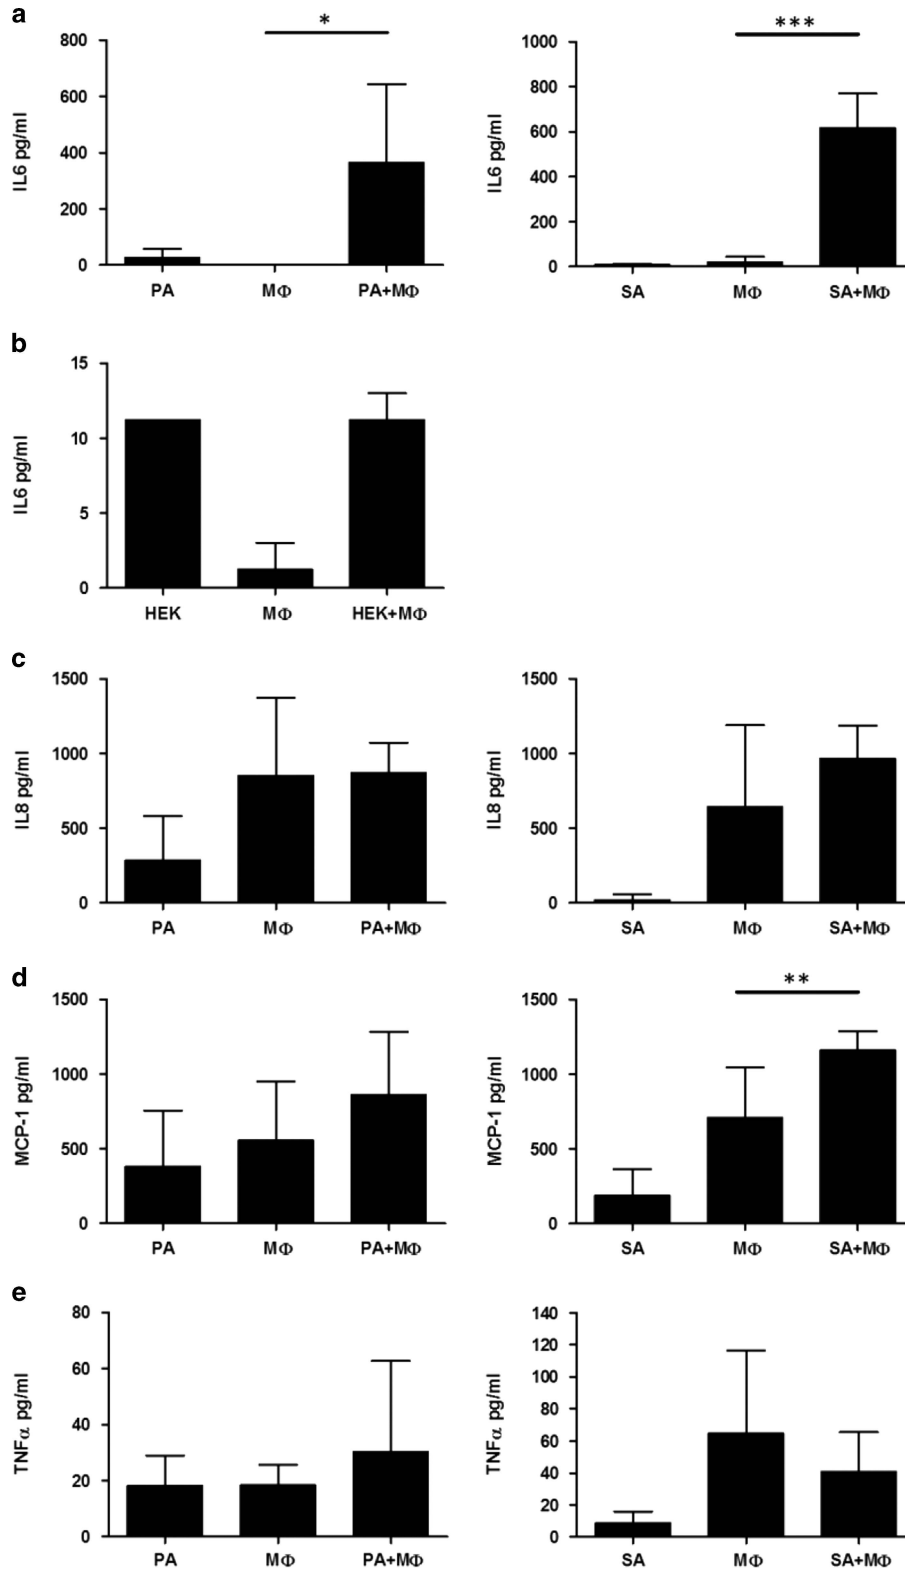 a
*
***
800
600
400
200
0
IL6 pg/ml
PA
MΦ
PA+MΦ
1000
800
600
400
200
0
IL6 pg/ml
SA
MΦ
SA+MΦ
b
15
10
5
0
IL6 pg/ml
HEK
MΦ
HEK+MΦ
c
1500
1000
500
0
IL8 pg/ml
PA
MΦ
PA+MΦ
1500
1000
500
0
IL8 pg/ml
SA
MΦ
SA+MΦ
d
**
1500
1000
500
0
MCP-1 pg/ml
PA
MΦ
PA+MΦ
1500
1000
500
0
MCP-1 pg/ml
SA
MΦ
SA+MΦ
e
80
60
40
20
0
TNFα pg/ml
PA
MΦ
PA+MΦ
140
120
100
80
60
40
20
0
TNFα pg/ml
SA
MΦ
SA+MΦ